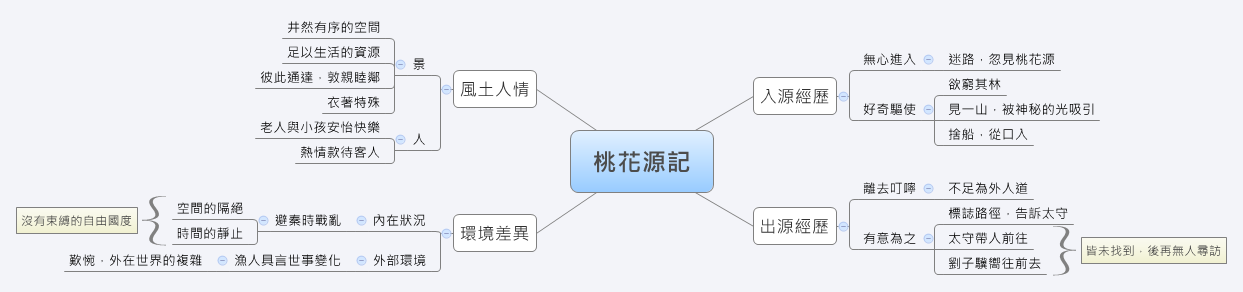 桃花源記
入源經歷
無心進入
迷路，忽見桃花源
好奇驅使
欲窮其林
見一山，被神秘的光吸引
捨船，從口入
出源經歷
離去叮嚀
不足為外人道
有意為之
標誌路徑，告訴太守
太守帶人前往
劉子驥嚮往前去
皆未找到，後再無人尋訪
風土人情
景
井然有序的空間
足以生活的資源
彼此通達，敦親睦鄰
衣著特殊
人
老人與小孩安怡快樂
熱情款待客人
環境差異
內在狀況
避秦時戰亂
空間的隔絕
時間的靜止
沒有束縛的自由國度
外部環境
漁人具言世事變化
歎惋，外在世界的複雜